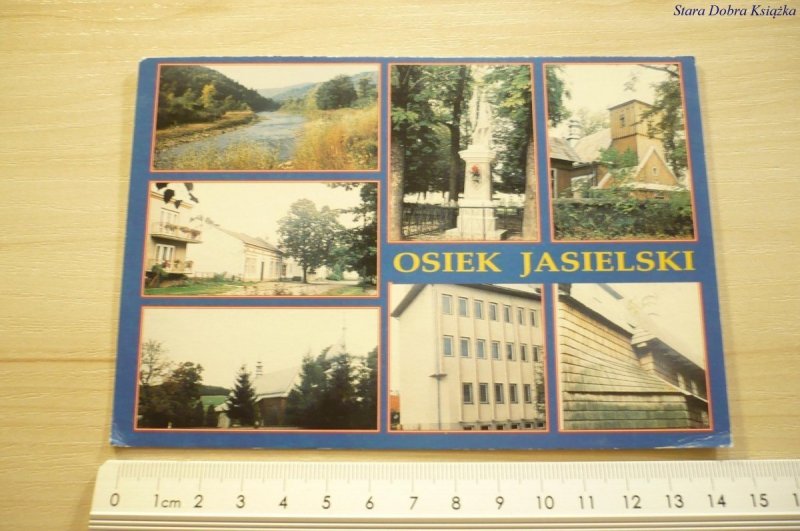 Stara Dobra Książka
OSIEK JASIELSKI
0 1cm 2 3 4 5 6 7 8 9 10 11 12 13 14 15